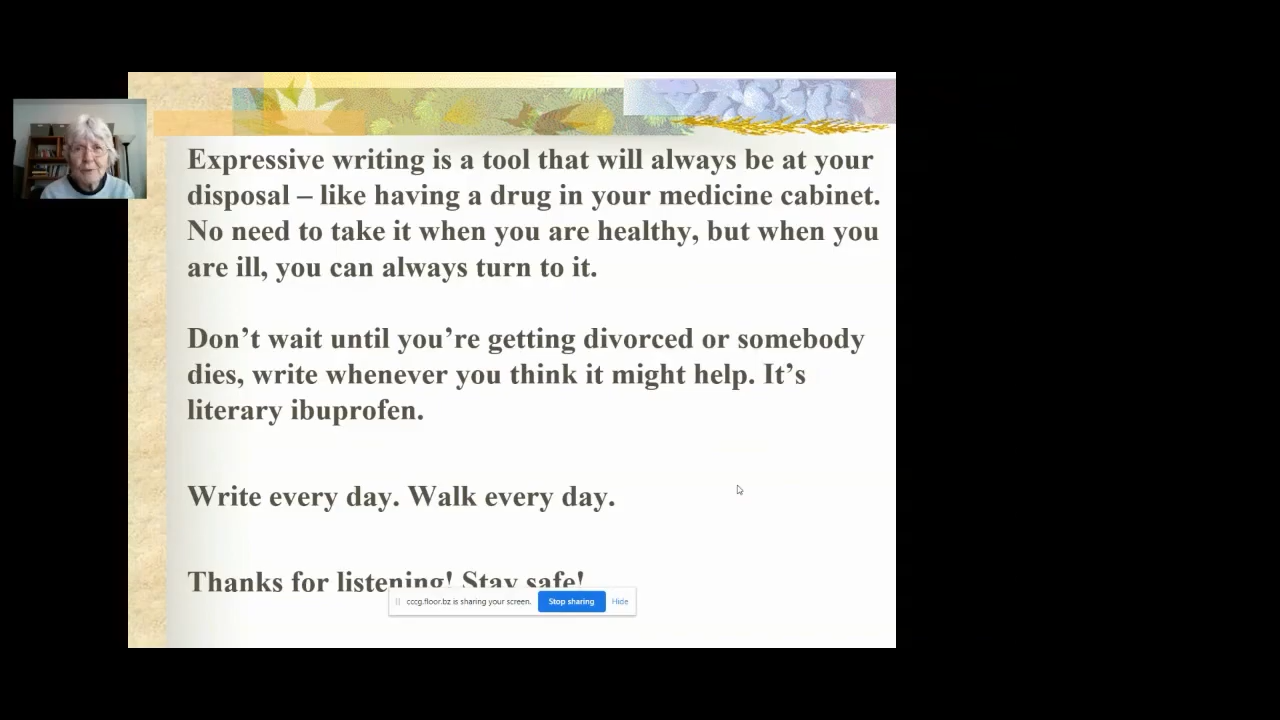 Expressive writing is a tool that will always be at your
disposal – like having a drug in your medicine cabinet.
No need to take it when you are healthy, but when you
are ill, you can always turn to it.
Don’t wait until you’re getting divorced or somebody
dies, write whenever you think it might help. It’s
literary ibuprofen.
Write every day. Walk every day.
Thanks for listening! Stay safe!
cccg.floor.bz is sharing your screen. Stop sharing Hide